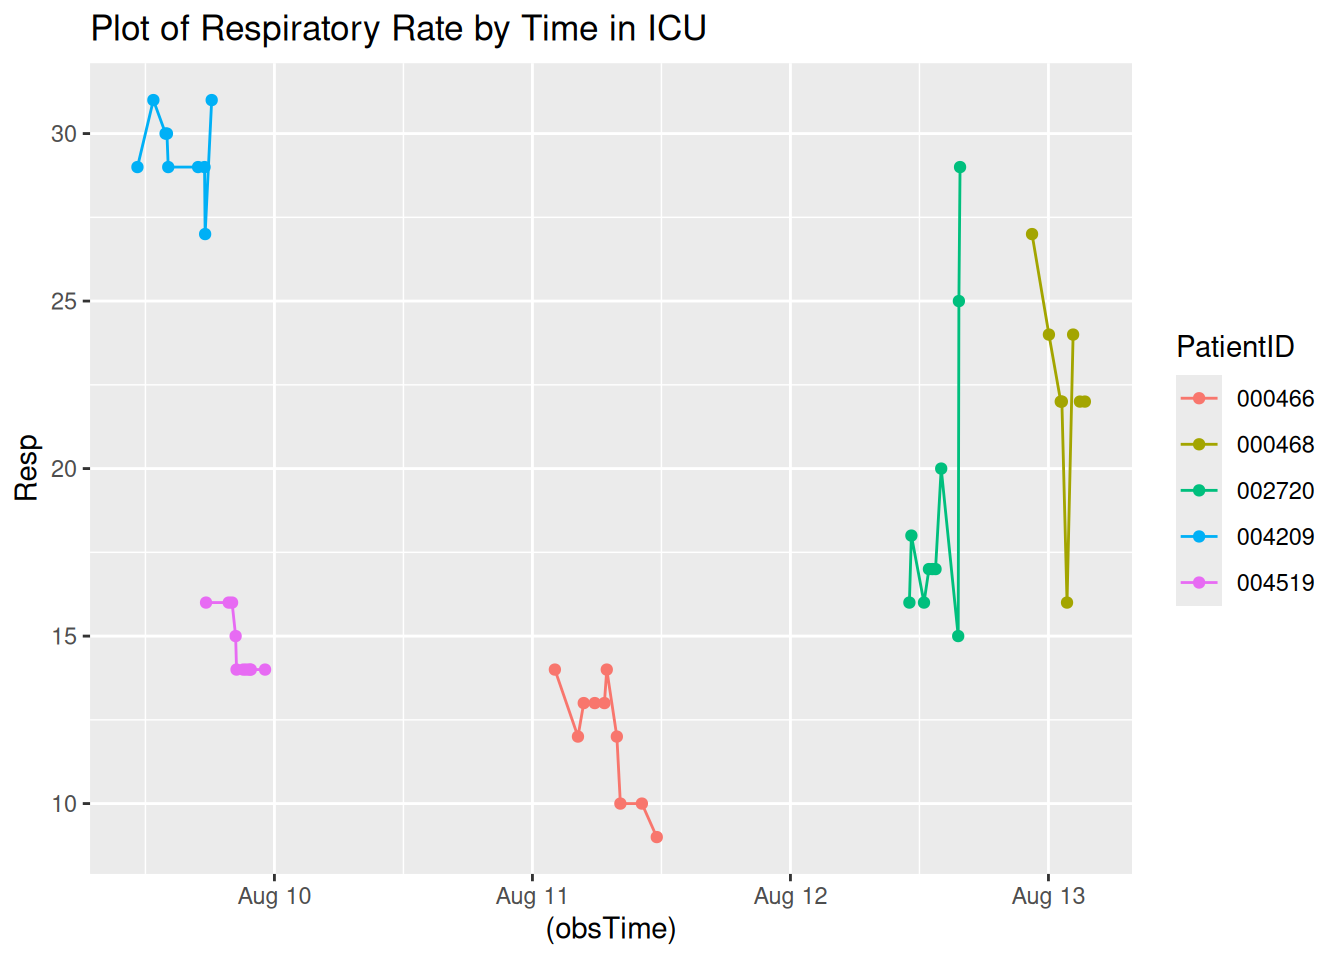 Plot of Respiratory Rate by Time in ICU
30
25
20
15
10
Resp
Aug 10
Aug 11
Aug 12
Aug 13
(obsTime)
PatientID
000466
000468
002720
004209
004519